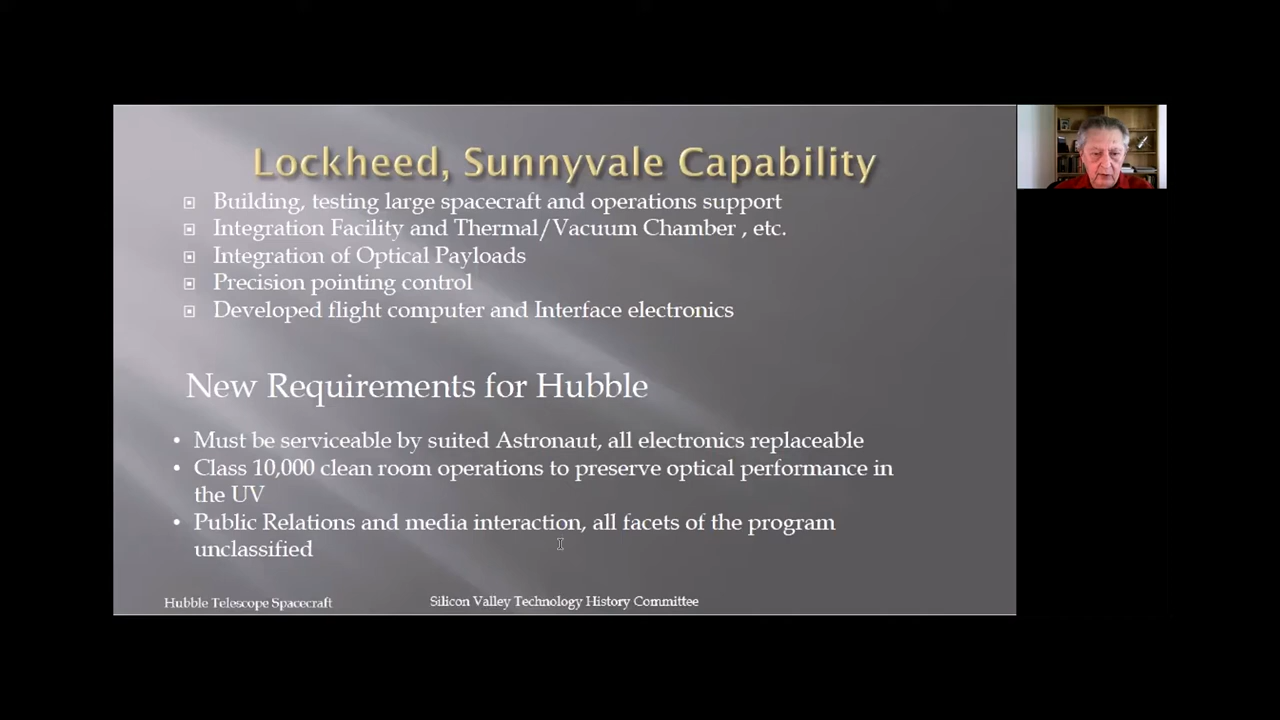 Lockheed, Sunnyvale Capability
Building, testing large spacecraft and operations support
Integration Facility and Thermal/Vacuum Chamber , etc.
Integration of Optical Payloads
Precision pointing control
Developed flight computer and Interface electronics
New Requirements for Hubble
• Must be serviceable by suited Astronaut, all electronics replaceable
• Class 10,000 clean room operations to preserve optical performance in
the UV
• Public Relations and media interaction, all facets of the program
unclassified
Hubble Telescope Spacecraft
Silicon Valley Technology History Committee